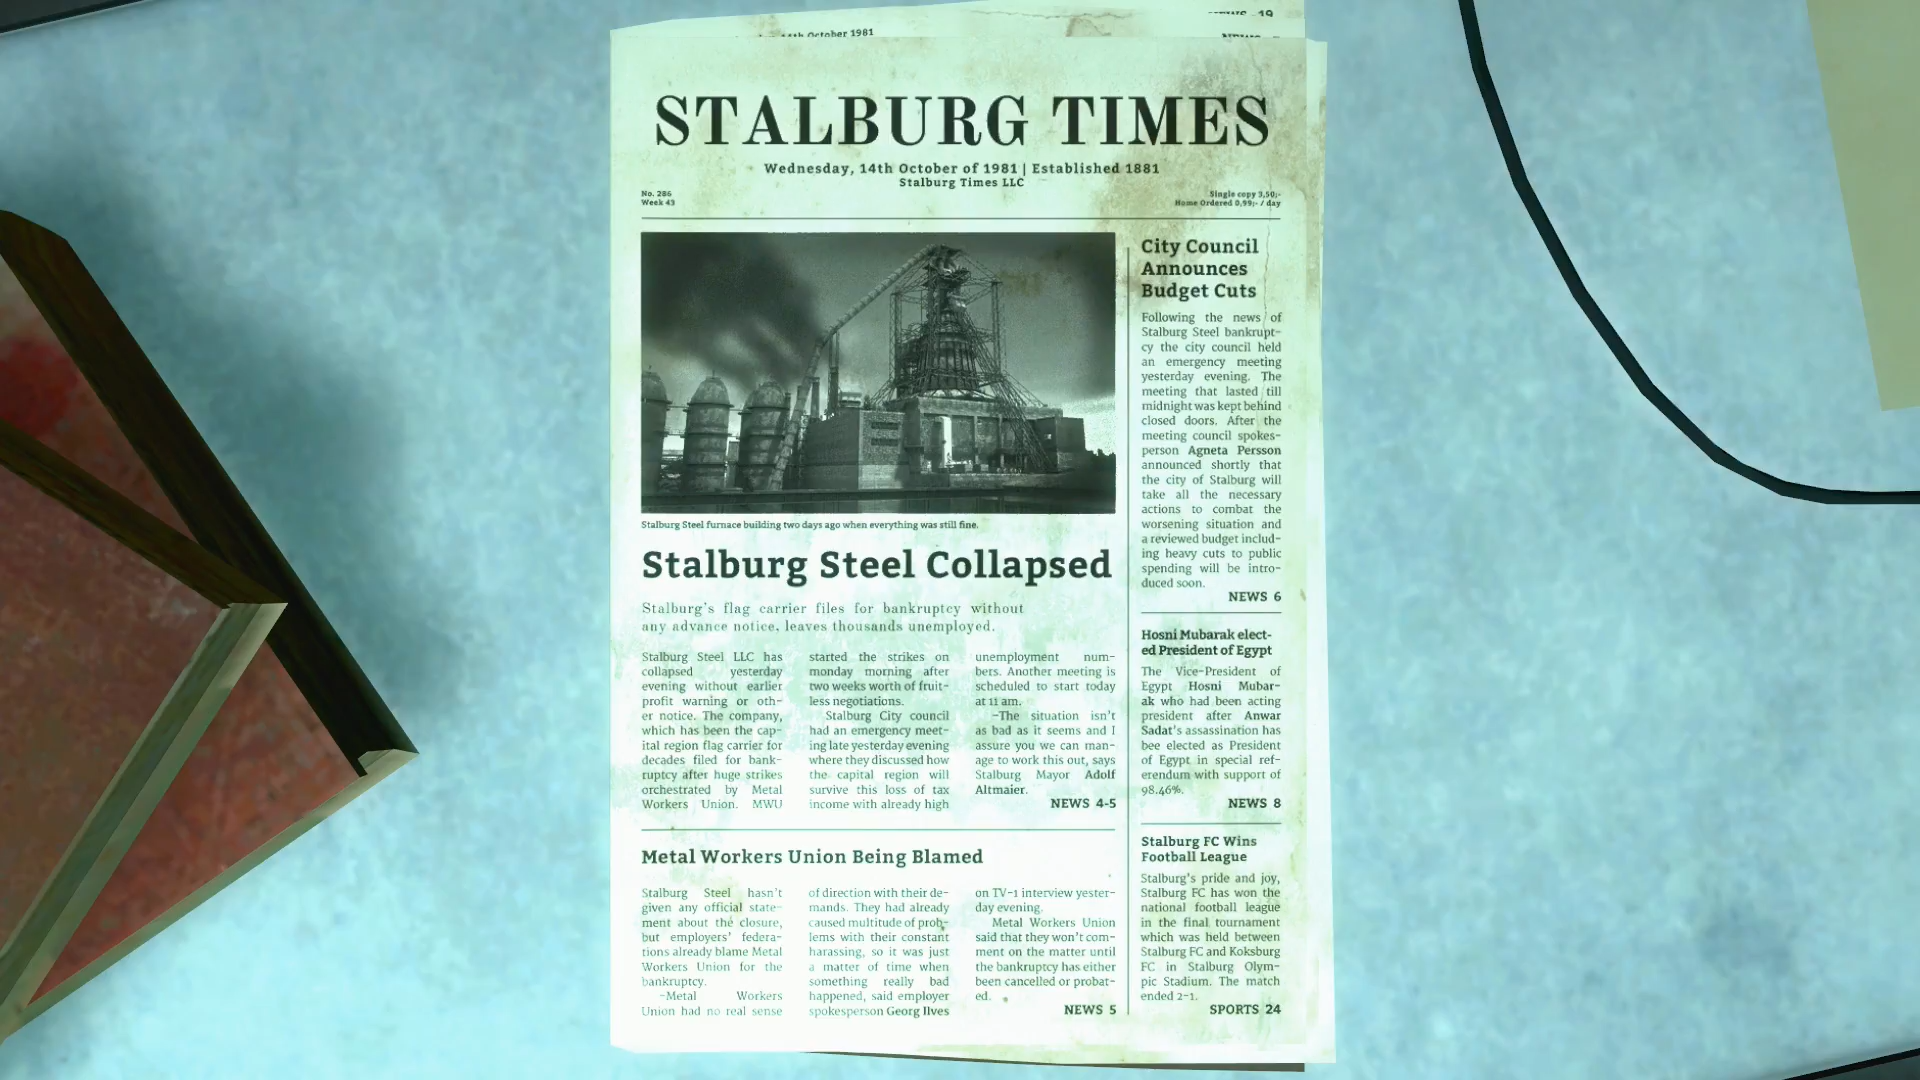 14th October 1981
19
STALBURG TIMES
Wednesday, 14th October of 1981 | Established 1881
Stalburg Times LLC
No. 286
Week 43
Single copy 3,50;-
Home Ordered 0,99;- / day
Stalburg Steel furnace building two days ago when everything was still fine.
Stalburg Steel Collapsed
Stalburg's flag carrier files for bankruptcy without
any advance notice, leaves thousands unemployed.
Stalburg Steel LLC has
collapsed yesterday
evening without earlier
profit warning or oth-
er notice. The company,
which has been the cap-
ital region flag carrier for
decades filed for bank-
ruptcy after huge strikes
orchestrated by Metal
Workers Union. MWU
started the strikes on
monday morning after
two weeks worth of fruit-
less negotiations.
Stalburg City council
had an emergency meet-
ing late yesterday evening
where they discussed how
the capital region will
survive this loss of tax
income with already high
unemployment num-
bers. Another meeting is
scheduled to start today
at 11 am.
-The situation isn't
as bad as it seems and I
assure you we can man-
age to work this out, says
Stalburg Mayor Adolf
Altmaier.
NEWS 4-5
Metal Workers Union Being Blamed
Stalburg Steel hasn't
given any official state-
ment about the closure,
but employers' federa-
tions already blame Metal
Workers Union for the
bankruptcy.
-Metal Workers
Union had no real sense
of direction with their de-
mands. They had already
caused multitude of prob-
lems with their constant
harassing, so it was just
a matter of time when
something really bad
happened, said employer
spokesperson Georg Ilves
on TV-1 interview yester-
day evening.
Metal Workers Union
said that they won't com-
ment on the matter until
the bankruptcy has either
been cancelled or probat-
ed.
NEWS 5
City Council
Announces
Budget Cuts
Following the news of
Stalburg Steel bankrupt-
cy the city council held
an emergency meeting
yesterday evening. The
meeting that lasted till
midnight was kept behind
closed doors. After the
meeting council spokes-
person Agneta Persson
announced shortly that
the city of Stalburg will
take all the necessary
actions to combat the
worsening situation and
a reviewed budget includ-
ing heavy cuts to public
spending will be intro-
duced soon.
NEWS 6
Hosni Mubarak elect-
ed President of Egypt
The Vice-President of
Egypt Hosni Mubar-
ak who had been acting
president after Anwar
Sadat's assassination has
bee elected as President
of Egypt in special ref-
erendum with support of
98.46%.
NEWS 8
Stalburg FC Wins
Football League
Stalburg's pride and joy,
Stalburg FC has won the
national football league
in the final tournament
which was held between
Stalburg FC and Koksburg
FC in Stalburg Olym-
pic Stadium. The match
ended 2-1.
SPORTS 24